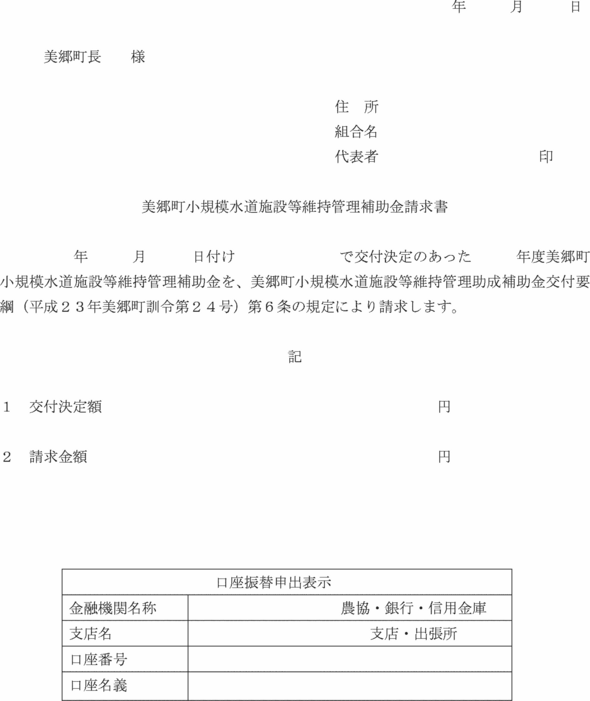 年　　　月　　　日
美郷町長　　様
住　所
組合名
代表者　　　　　　　　　　　印
美郷町小規模水道施設等維持管理補助金請求書
年　　　月　　　日付け　　　　　　　で交付決定のあった　　　年度美郷町
小規模水道施設等維持管理補助金を、美郷町小規模水道施設等維持管理助成補助金交付要
綱（平成２３年美郷町訓令第２４号）第６条の規定により請求します。
記
１　交付決定額　　　　　　　　　　　　　　　　　　　　　　　円
２　請求金額　　　　　　　　　　　　　　　　　　　　　　　　円
口座振替申出表示
金融機関名称　　　　　　　　　　　　　農協・銀行・信用金庫
支店名　　　　　　　　　　　　　　　　　　支店・出張所
口座番号
口座名義